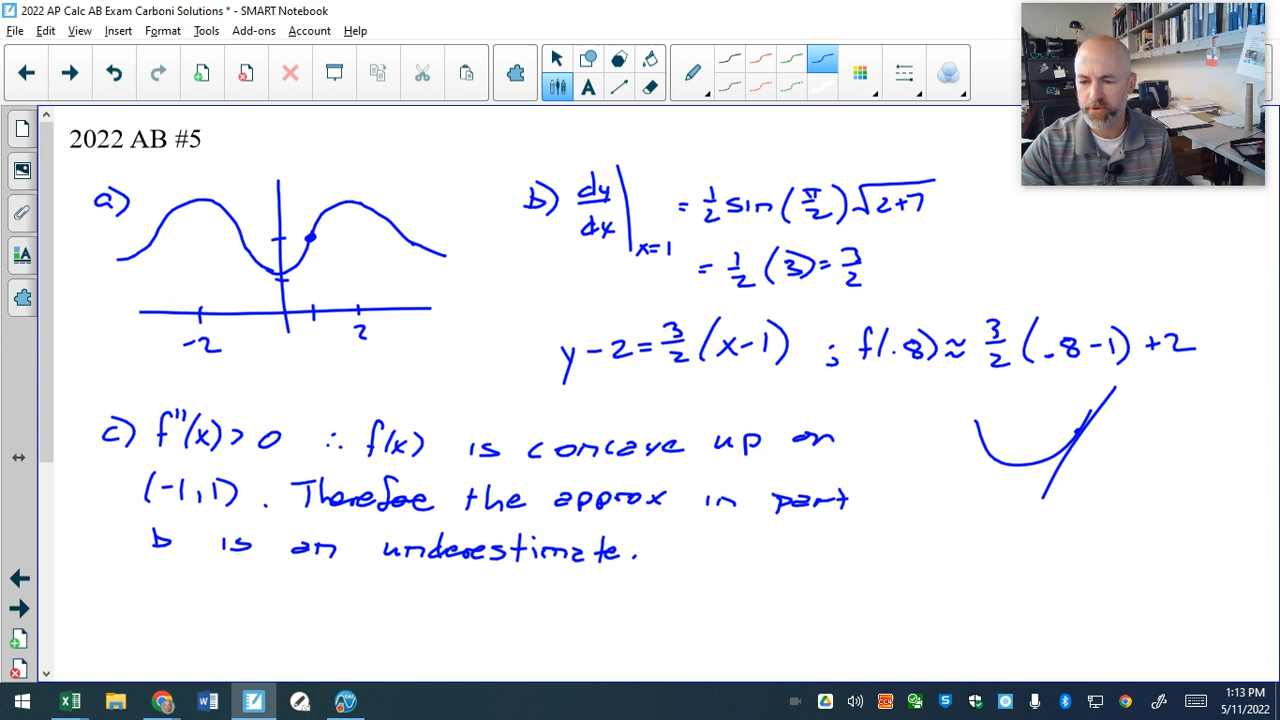 2022 AP Calc AB Exam Carboni Solutions * - SMART Notebook
File Edit View Insert Format Tools Add-ons Account Help
2022 AB #5
a)
-2 2
b) dy/dx | x=1 = 1/2 sin(π/2) √2+7
= 1/2 (3) = 3/2
y - 2 = 3/2 (x - 1) ; f(.8) ≈ 3/2 (.8 - 1) + 2
c) f''(x) > 0 ∴ f(x) is concave up on
(-1, 1). Therefore the approx in part
b is an underestimate.
1:13 PM
5/11/2022